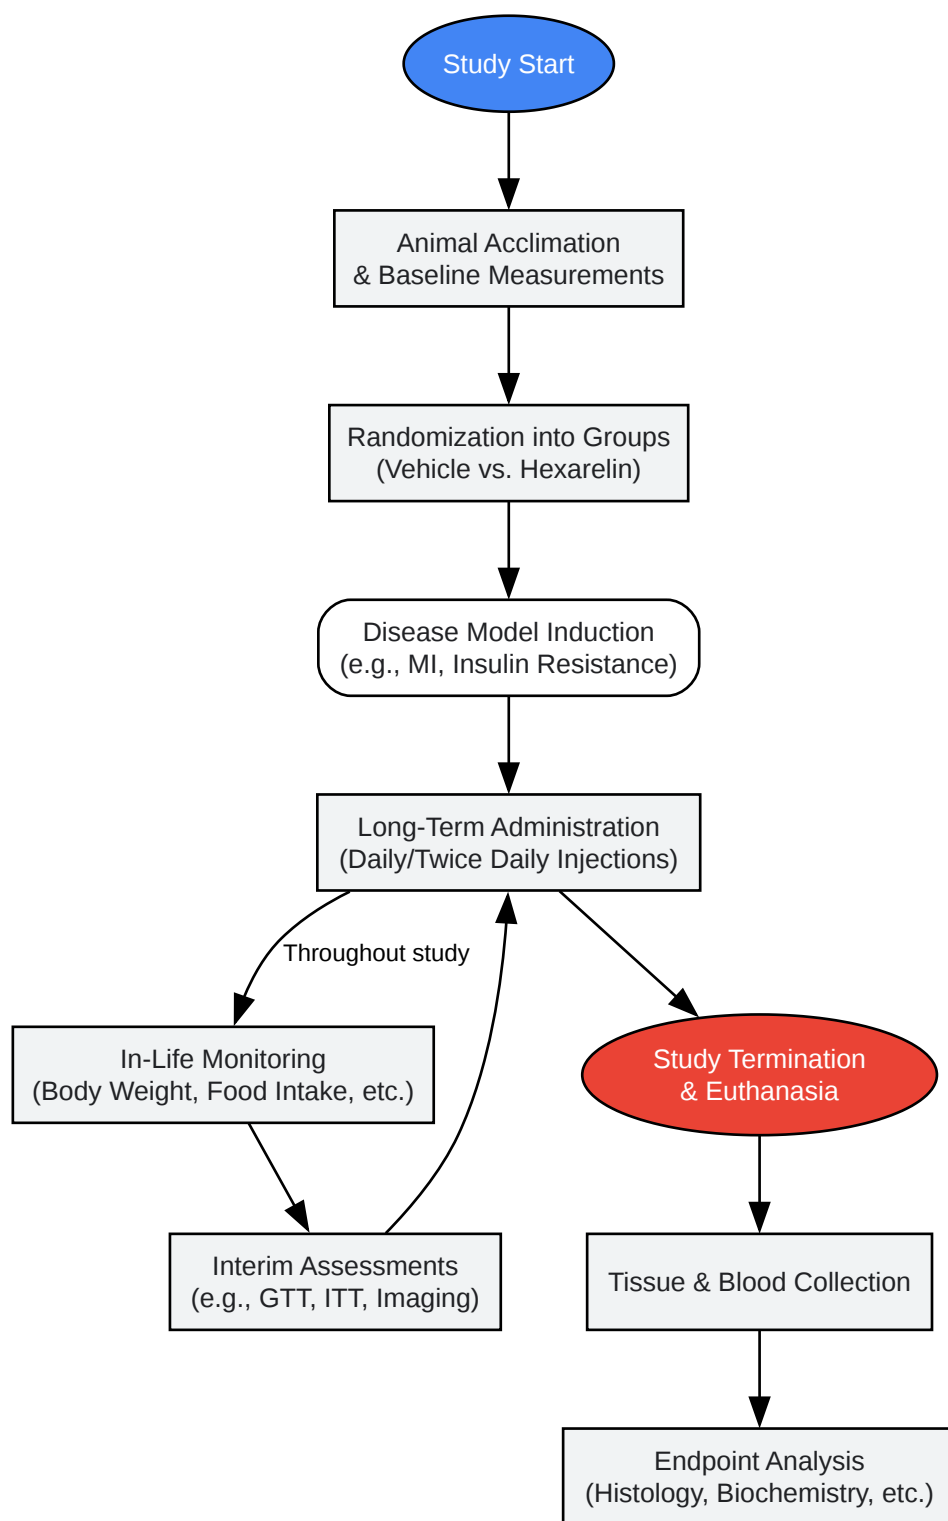 Study Start
Animal Acclimation
& Baseline Measurements
Randomization into Groups
(Vehicle vs. Hexarelin)
Disease Model Induction
(e.g., MI, Insulin Resistance)
Long-Term Administration
(Daily/Twice Daily Injections)
Throughout study
In-Life Monitoring
(Body Weight, Food Intake, etc.)
Study Termination
& Euthanasia
Interim Assessments
(e.g., GTT, ITT, Imaging)
Tissue & Blood Collection
Endpoint Analysis
(Histology, Biochemistry, etc.)